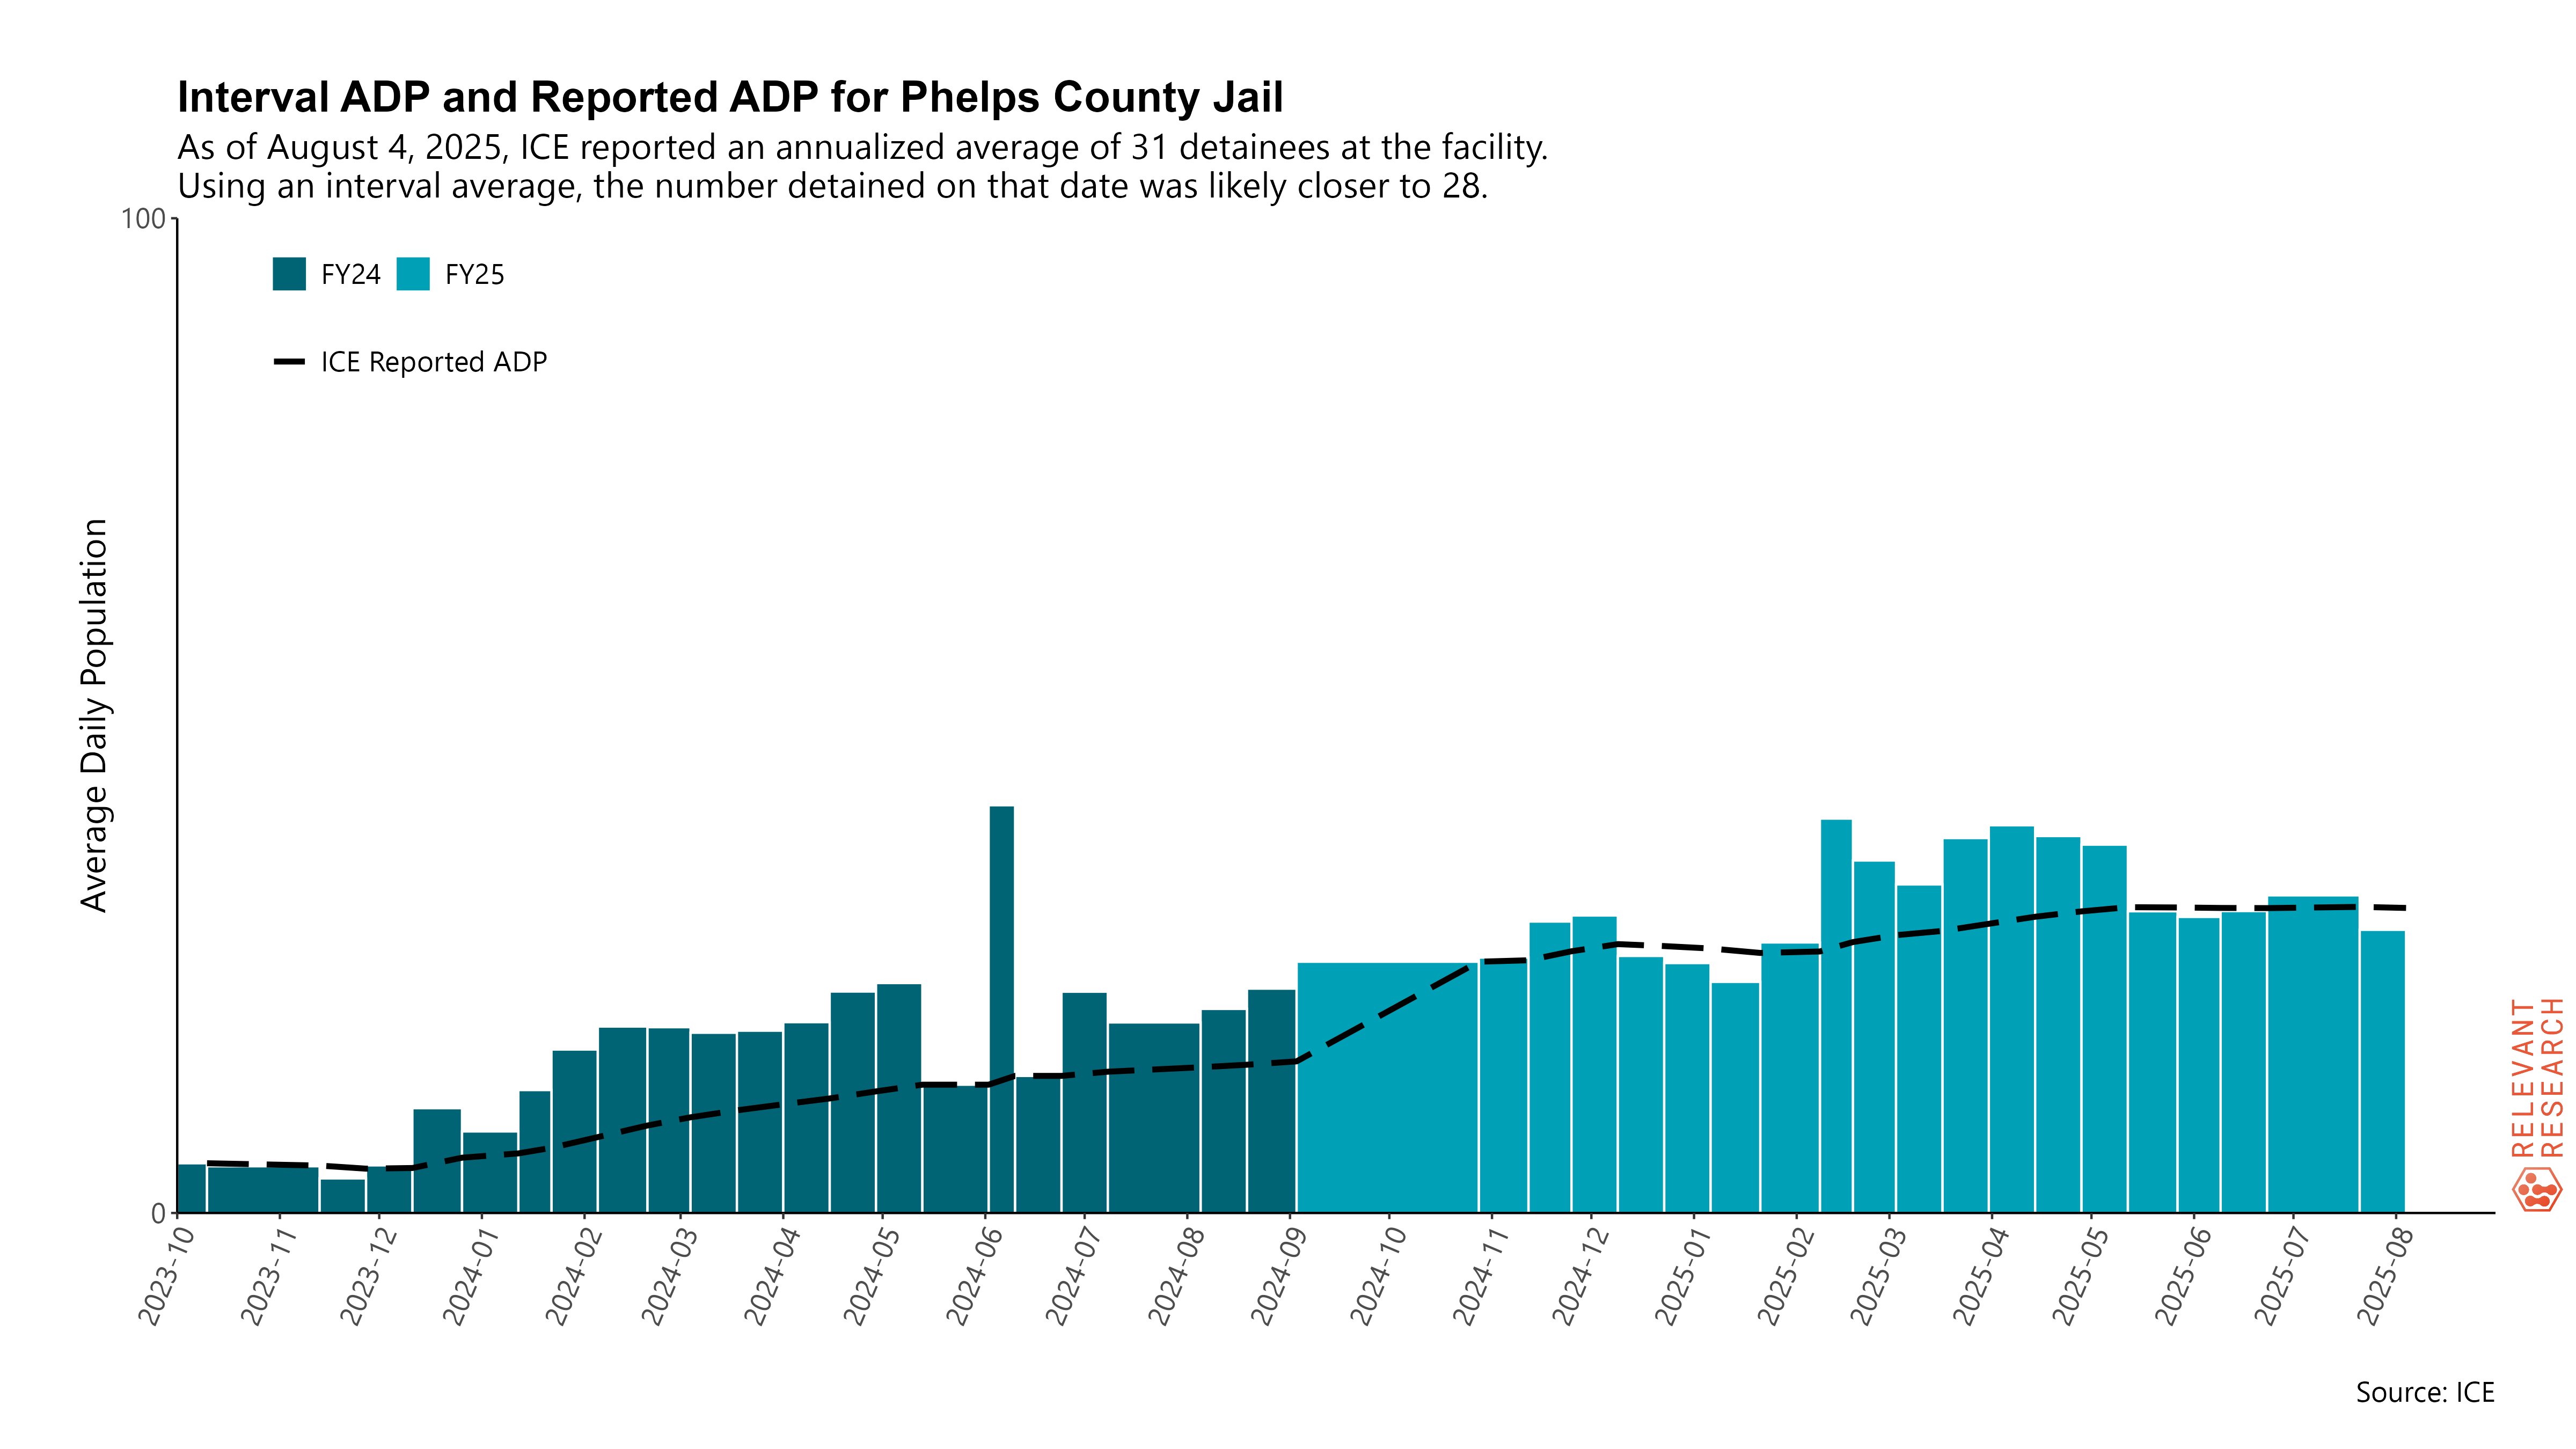 Interval ADP and Reported ADP for Phelps County Jail
As of August 4, 2025, ICE reported an annualized average of 31 detainees at the facility.
Using an interval average, the number detained on that date was likely closer to 28.
100
FY24 FY25
ICE Reported ADP
Average Daily Population
0
2023-10
2023-11
2023-12
2024-01
2024-02
2024-03
2024-04
2024-05
2024-06
2024-07
2024-08
2024-09
2024-10
2024-11
2024-12
2025-01
2025-02
2025-03
2025-04
2025-05
2025-06
2025-07
2025-08
RELEVANT
RESEARCH
Source: ICE